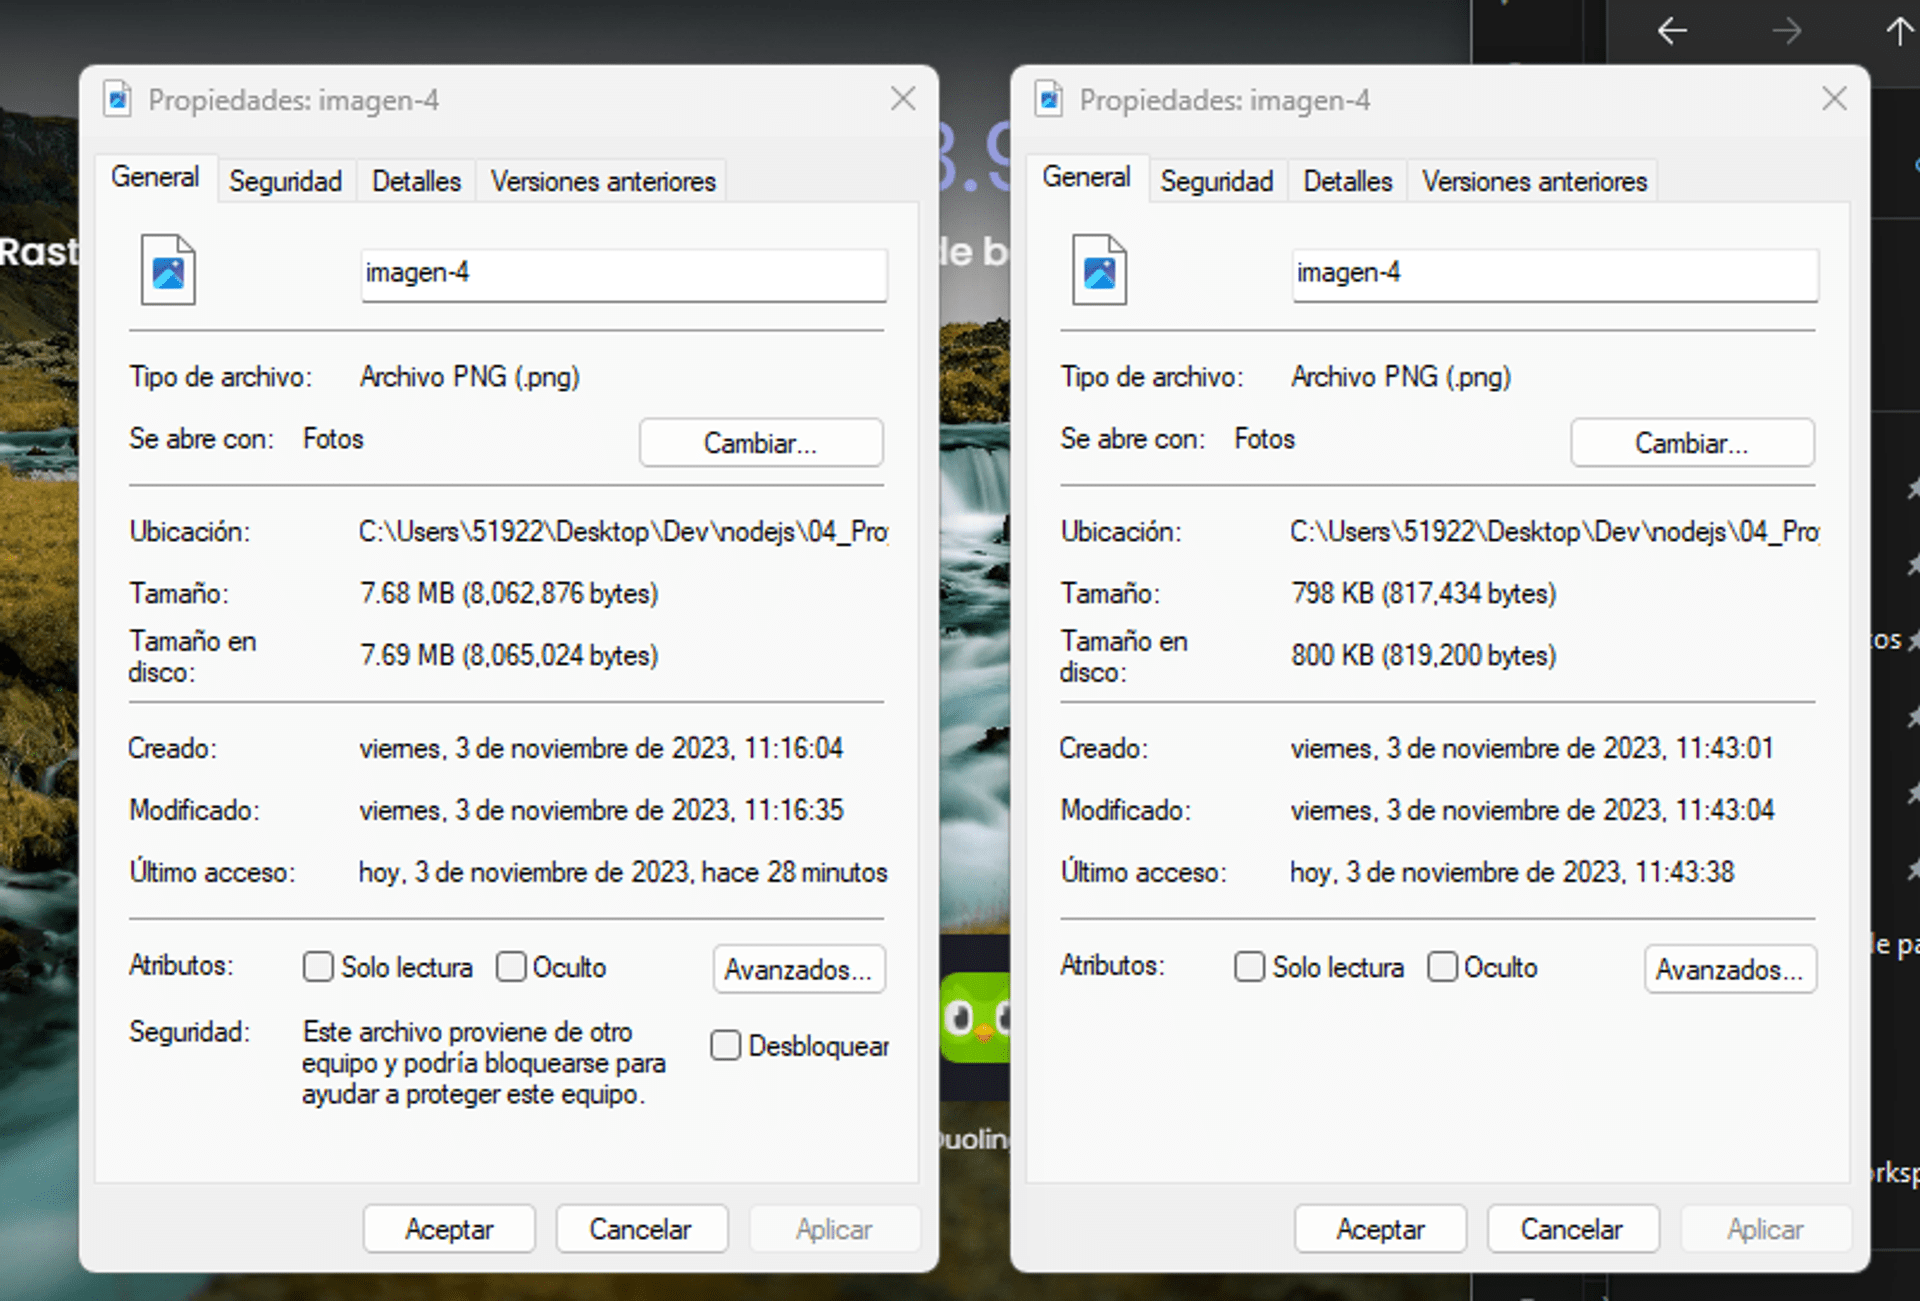 Propiedades: imagen-4
General Seguridad Detalles Versiones anteriores
imagen-4
Tipo de archivo: Archivo PNG (.png)
Se abre con: Fotos Cambiar...
Ubicación: C:\Users\51922\Desktop\Dev\nodejs\04_Pro
Tamaño: 7.68 MB (8,062,876 bytes)
Tamaño en
disco: 7.69 MB (8,065,024 bytes)
Creado: viernes, 3 de noviembre de 2023, 11:16:04
Modificado: viernes, 3 de noviembre de 2023, 11:16:35
Último acceso: hoy, 3 de noviembre de 2023, hace 28 minutos
Atributos: Solo lectura Oculto Avanzados...
Seguridad: Este archivo proviene de otro
equipo y podría bloquearse para
ayudar a proteger este equipo.
Desbloquear
Aceptar Cancelar Aplicar
Propiedades: imagen-4
General Seguridad Detalles Versiones anteriores
imagen-4
Tipo de archivo: Archivo PNG (.png)
Se abre con: Fotos Cambiar...
Ubicación: C:\Users\51922\Desktop\Dev\nodejs\04_Pro
Tamaño: 798 KB (817,434 bytes)
Tamaño en
disco: 800 KB (819,200 bytes)
Creado: viernes, 3 de noviembre de 2023, 11:43:01
Modificado: viernes, 3 de noviembre de 2023, 11:43:04
Último acceso: hoy, 3 de noviembre de 2023, 11:43:38
Atributos: Solo lectura Oculto Avanzados...
Aceptar Cancelar Aplicar
Rast
de b